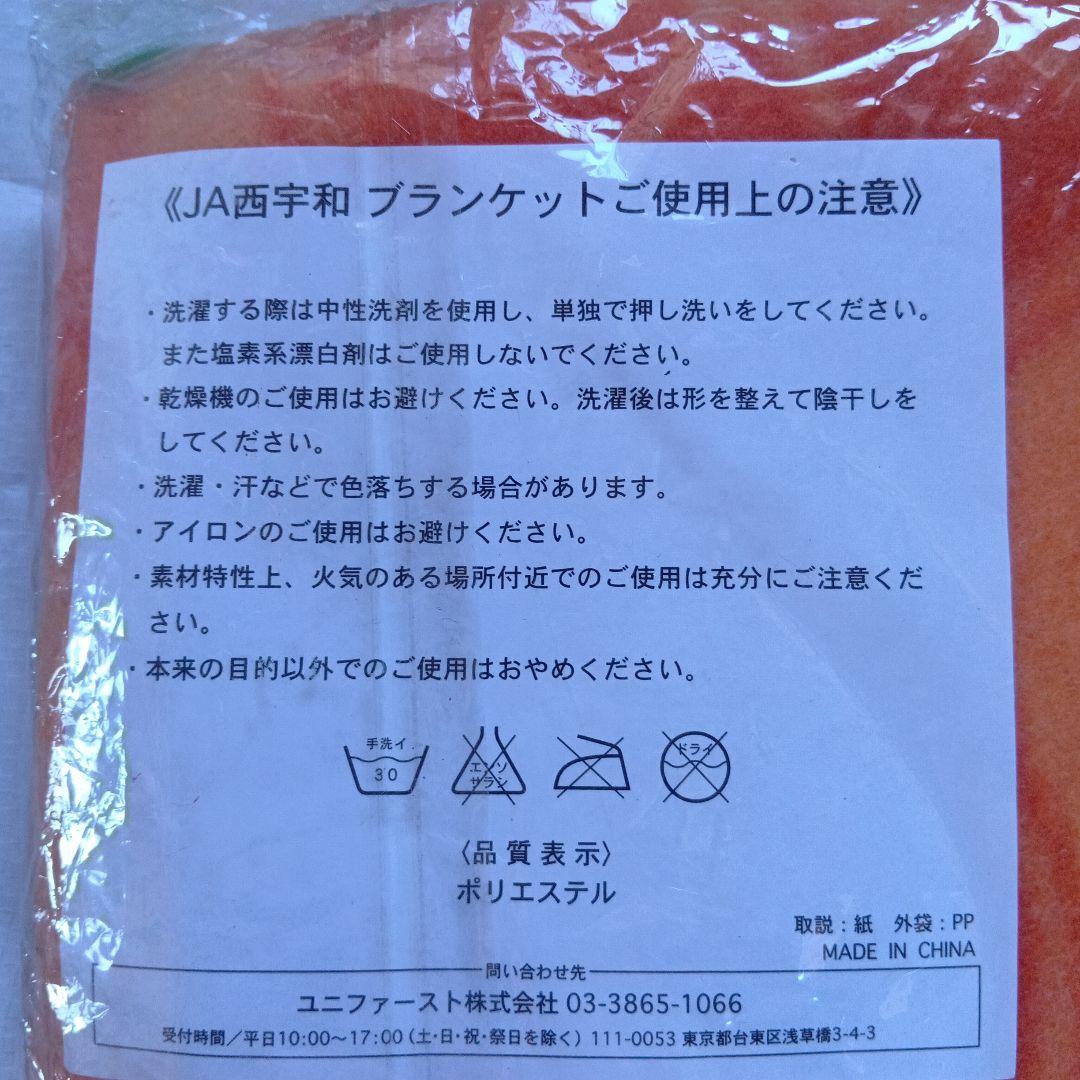 《JA西宇和 ブランケットご使用上の注意》
・洗濯する際は中性洗剤を使用し、単独で押し洗いをしてください。
また塩素系漂白剤はご使用しないでください。
・乾燥機のご使用はお避けください。洗濯後は形を整えて陰干しを
してください。
・洗濯・汗などで色落ちする場合があります。
・アイロンのご使用はお避けください。
・素材特性上、火気のある場所付近でのご使用は充分にご注意くだ
さい。
・本来の目的以外でのご使用はおやめください。
手洗イ
30
エンソ
サラシ
ドライ
〈品質表示〉
ポリエステル
取説：紙　外袋：PP
MADE IN CHINA
問い合わせ先
ユニファースト株式会社 03-3865-1066
受付時間／平日10:00～17:00（土・日・祝・祭日を除く）111-0053 東京都台東区浅草橋3-4-3